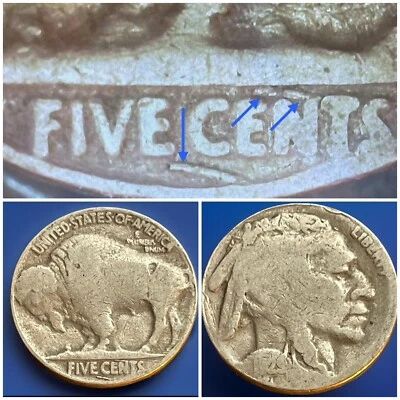 FIVE CENTS
UNITED STATES OF AMERICA
PLURIBUS
UNUM
FIVE CENTS
LIBERTY